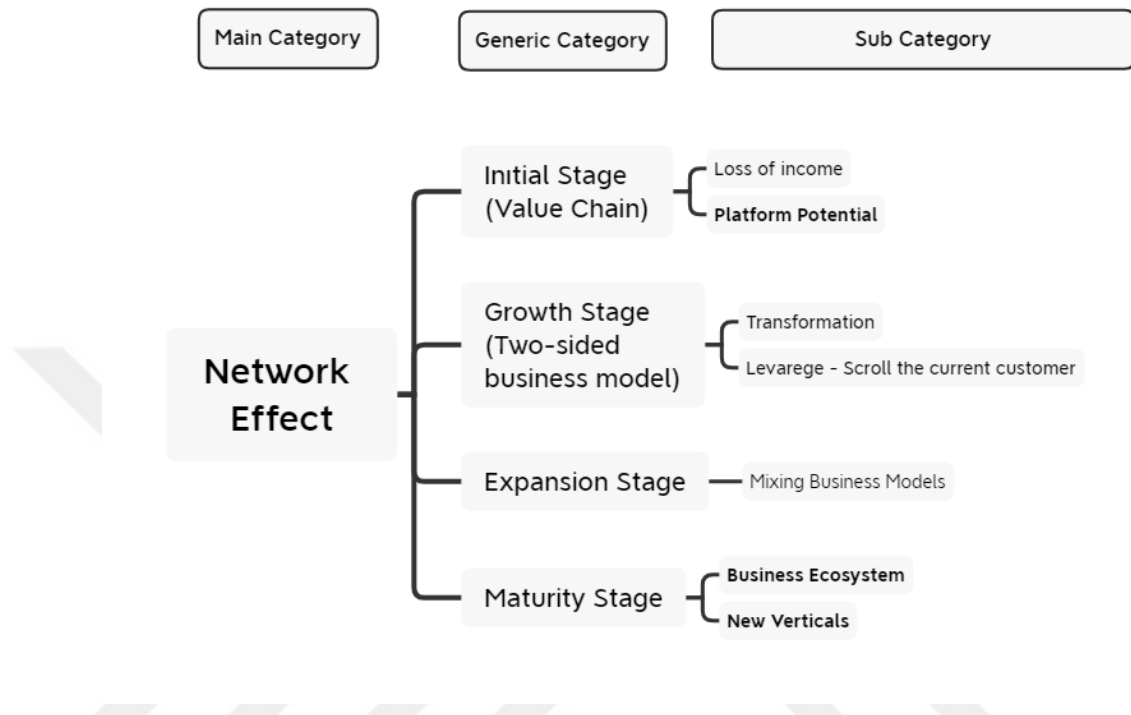 Main Category
Generic Category
Sub Category
Initial Stage
(Value Chain)
Loss of income
Platform Potential
Growth Stage
(Two-sided
business model)
Transformation
Levarege - Scroll the current customer
Network
Effect
Expansion Stage
Mixing Business Models
Maturity Stage
Business Ecosystem
New Verticals